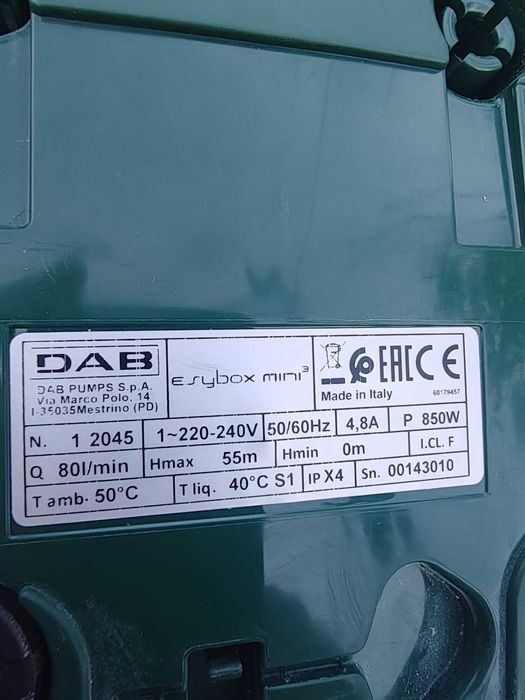 DAB
DAB PUMPS S.p.A.
Via Marco Polo, 14
I-35035 Mestrino (PD)
esybox mini³
EAC CE
Made in Italy
60179457
N. 1 2045
1~220-240V
50/60Hz
4,8A
P 850W
Q 80l/min
Hmax 55m
Hmin 0m
I.CL. F
T amb. 50°C
T liq. 40°C S1
IP X4
Sn. 00143010